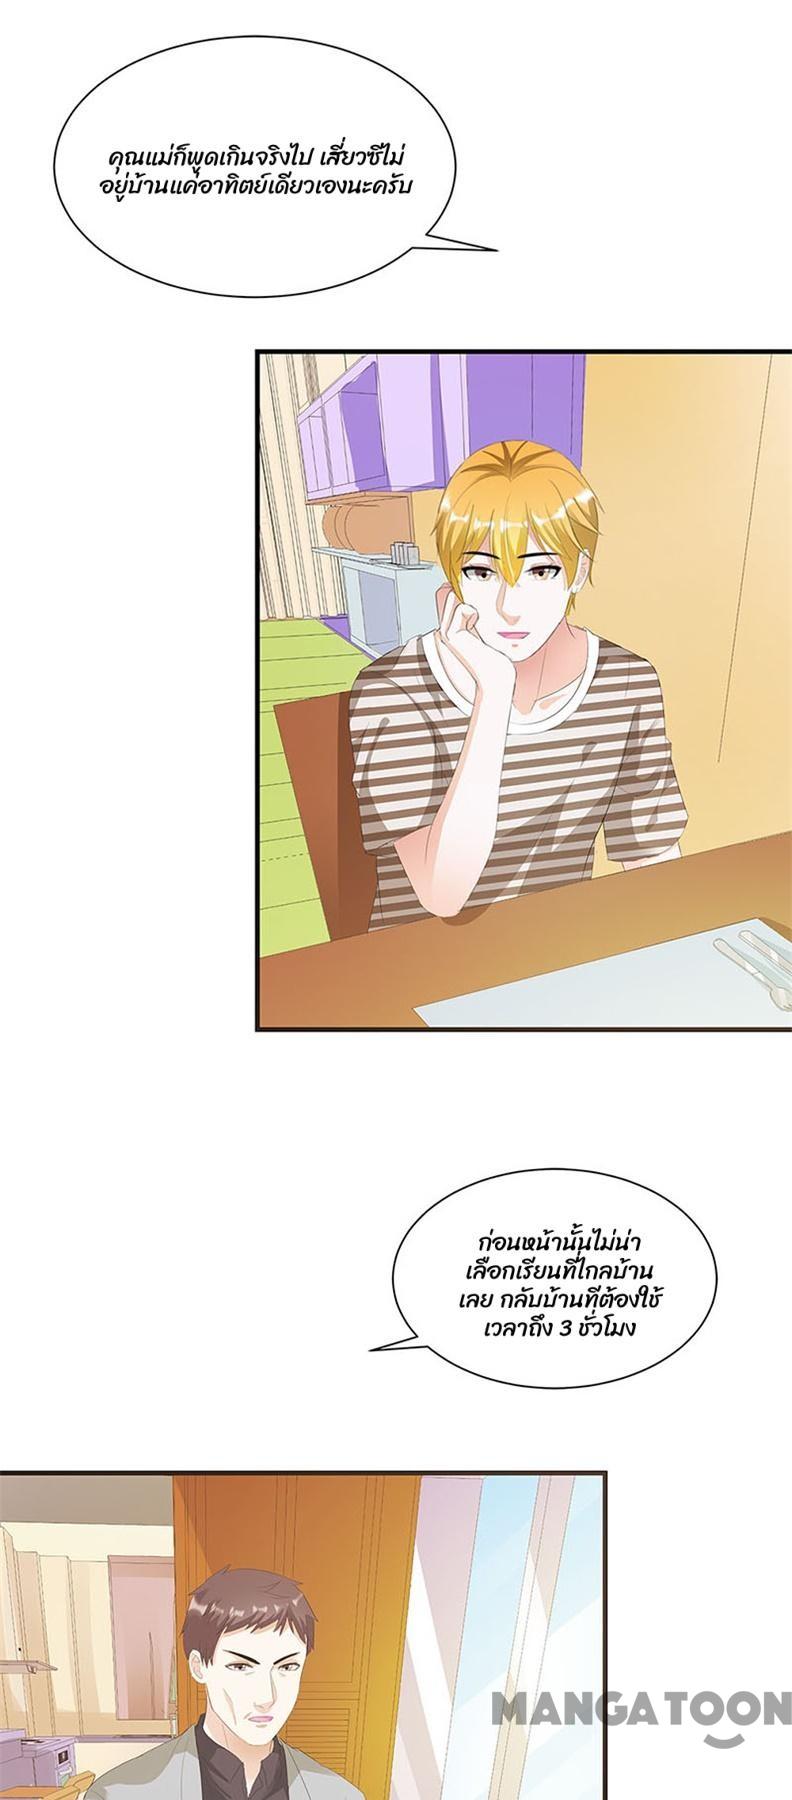 คุณแม่ก็พูดเกินจริงไป เสี่ยวซีไม่
อยู่บ้านแค่อาทิตย์เดียวเองนะครับ
ก่อนหน้านั้นไม่น่า
เลือกเรียนที่ไกลบ้าน
เลย กลับบ้านทีต้องใช้
เวลาถึง 3 ชั่วโมง
MANGATOON